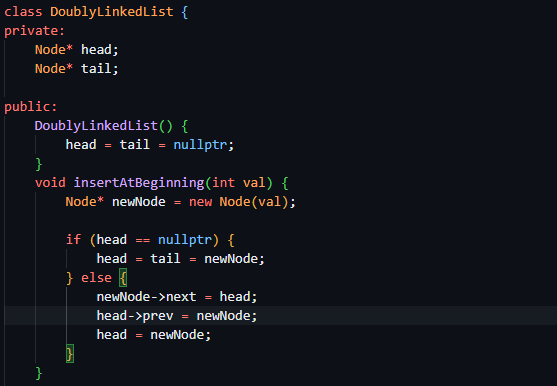 class DoublyLinkedList {
private:
    Node* head;
    Node* tail;

public:
    DoublyLinkedList() {
        head = tail = nullptr;
    }
    void insertAtBeginning(int val) {
        Node* newNode = new Node(val);

        if (head == nullptr) {
            head = tail = newNode;
        } else {
            newNode->next = head;
            head->prev = newNode;
            head = newNode;
        }
    }